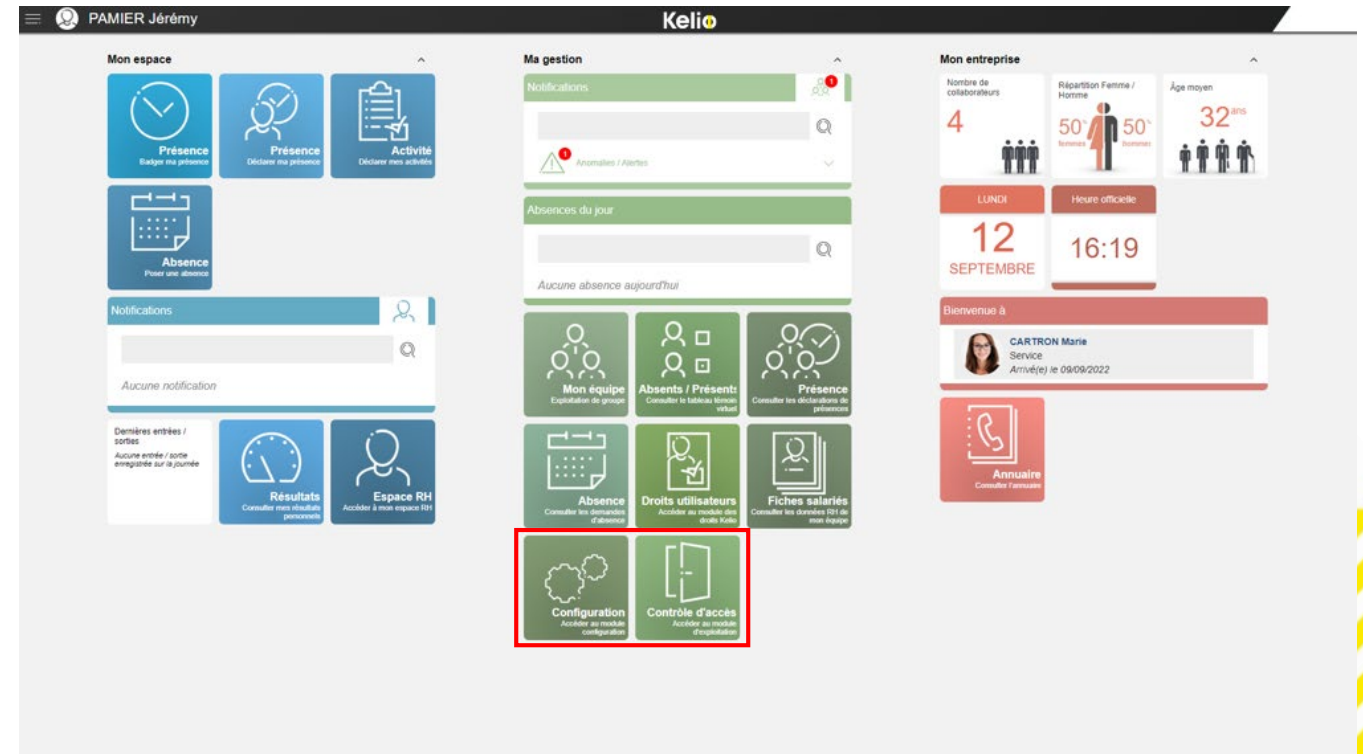 PAMIER Jérémy
Kelio
Mon espace
Présence
Badger ma présence
Présence
Déclarer ma présence
Activité
Déclarer mes activités
Absence
Poser une absence
Notifications
Aucune notification
Dernières entrées /
sorties
Aucune entrée / sortie
enregistrée sur la journée
Résultats
Consulter mes résultats
personnels
Espace RH
Accéder à mon espace RH
Ma gestion
Notifications
1
1
Anomalies / Alertes
Absences du jour
Aucune absence aujourd'hui
Mon équipe
Exploitation de groupe
Absents / Présents
Consulter le tableau témoin
virtuel
Présence
Consulter les déclarations de
présences
Absence
Consulter les demandes
d'absence
Droits utilisateurs
Accéder au module des
droits Kelio
Fiches salariés
Consulter les données RH de
mon équipe
Configuration
Accéder au module
configuration
Contrôle d'accès
Accéder au module
d'exploitation
Mon entreprise
Nombre de
collaborateurs
4
Répartition Femme /
Homme
50% 50%
femmes hommes
Âge moyen
32 ans
LUNDI
12
SEPTEMBRE
Heure officielle
16:19
Bienvenue à
CARTRON Marie
Service
Arrivé(e) le 09/09/2022
Annuaire
Consulter l'annuaire